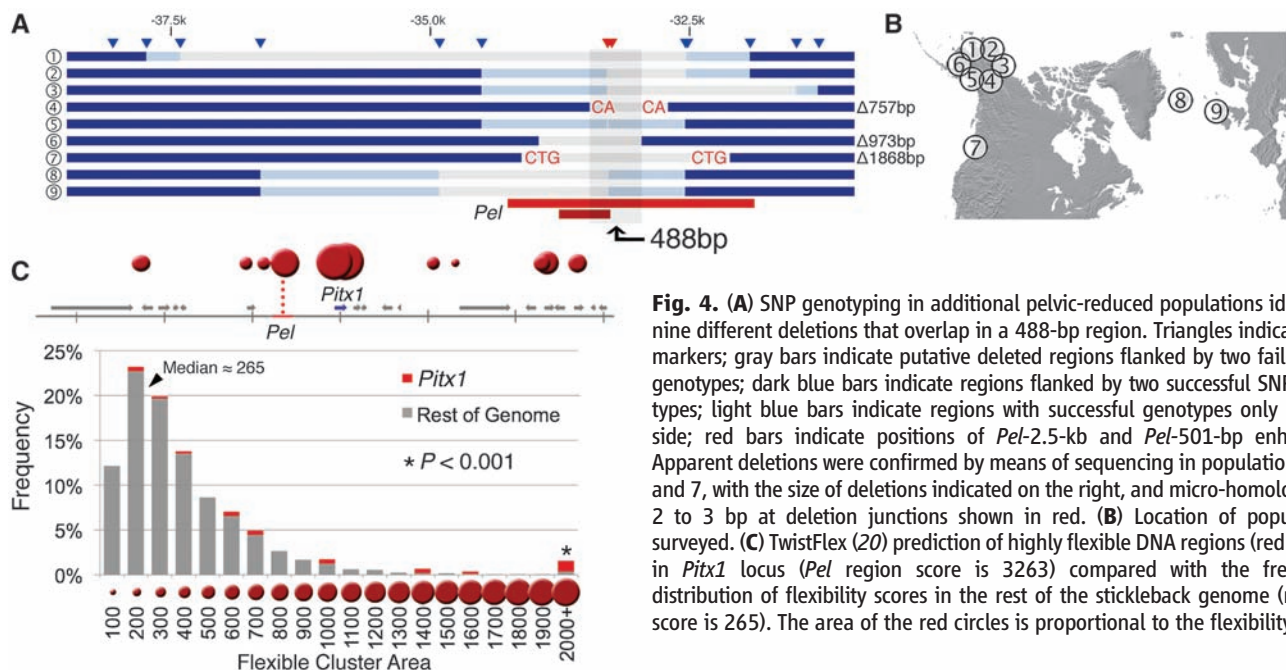 A
B
-37.5k
-35.0k
-32.5k
①
②
③
④ CA CA Δ757bp
⑤
⑥ Δ973bp
⑦ CTG CTG Δ1868bp
⑧
⑨
Pel
488bp
① ②
⑥ ③
⑤ ④
⑦
⑧
⑨
C
Pitx1
Pel
25%
20%
15%
10%
5%
0%
Frequency
Median ≈ 265
Pitx1
Rest of Genome
* P < 0.001
*
100 200 300 400 500 600 700 800 900 1000 1100 1200 1300 1400 1500 1600 1700 1800 1900 2000+
Flexible Cluster Area
Fig. 4. (A) SNP genotyping in additional pelvic-reduced populations id
nine different deletions that overlap in a 488-bp region. Triangles indica
markers; gray bars indicate putative deleted regions flanked by two fail
genotypes; dark blue bars indicate regions flanked by two successful SNP
types; light blue bars indicate regions with successful genotypes only
side; red bars indicate positions of Pel-2.5-kb and Pel-501-bp enh
Apparent deletions were confirmed by means of sequencing in population
and 7, with the size of deletions indicated on the right, and micro-homolo
2 to 3 bp at deletion junctions shown in red. (B) Location of popu
surveyed. (C) TwistFlex (20) prediction of highly flexible DNA regions (red
in Pitx1 locus (Pel region score is 3263) compared with the fre
distribution of flexibility scores in the rest of the stickleback genome (
score is 265). The area of the red circles is proportional to the flexibility